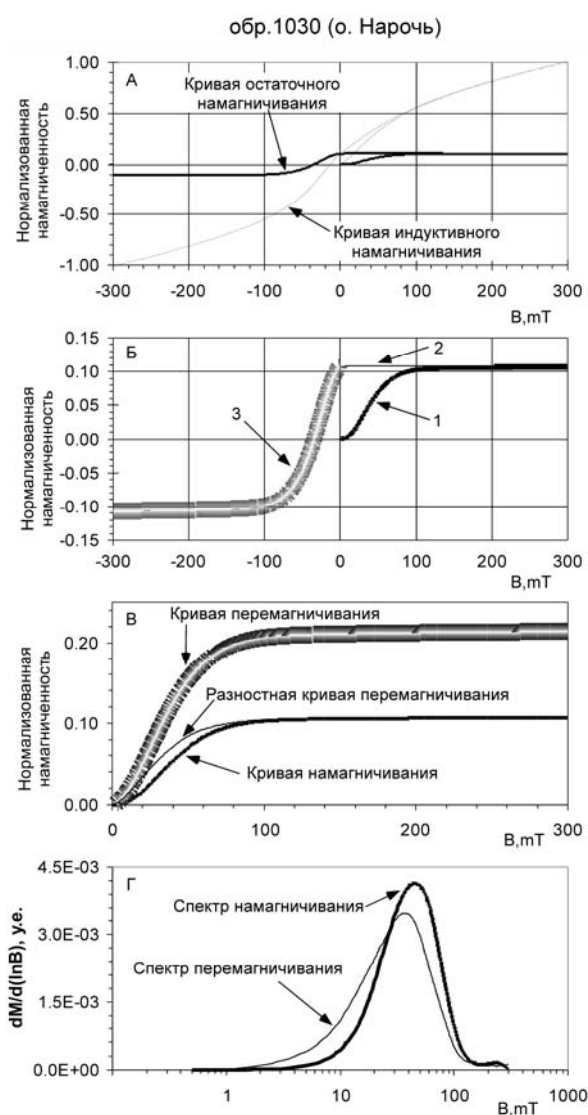 обр.1030 (о. Нарочь)
А
Нормализованная
намагниченность
1.00
0.50
0.00
-0.50
-1.00
Кривая остаточного
намагничивания
Кривая индуктивного
намагничивания
-300 -200 -100 0 100 200 300
B,mT
Б
Нормализованная
намагниченность
0.15
0.10
0.05
0.00
-0.05
-0.10
-0.15
2
3
1
-300 -200 -100 0 100 200 300
B,mT
В
Нормализованная
намагниченность
0.20
0.10
0.00
Кривая перемагничивания
Разностная кривая перемагничивания
Кривая намагничивания
0 100 200 300
B,mT
Г
dM/d(lnB), у.е.
4.5E-03
3.0E-03
1.5E-03
0.0E+00
Спектр намагничивания
Спектр перемагничивания
1 10 100 1000
B,mT